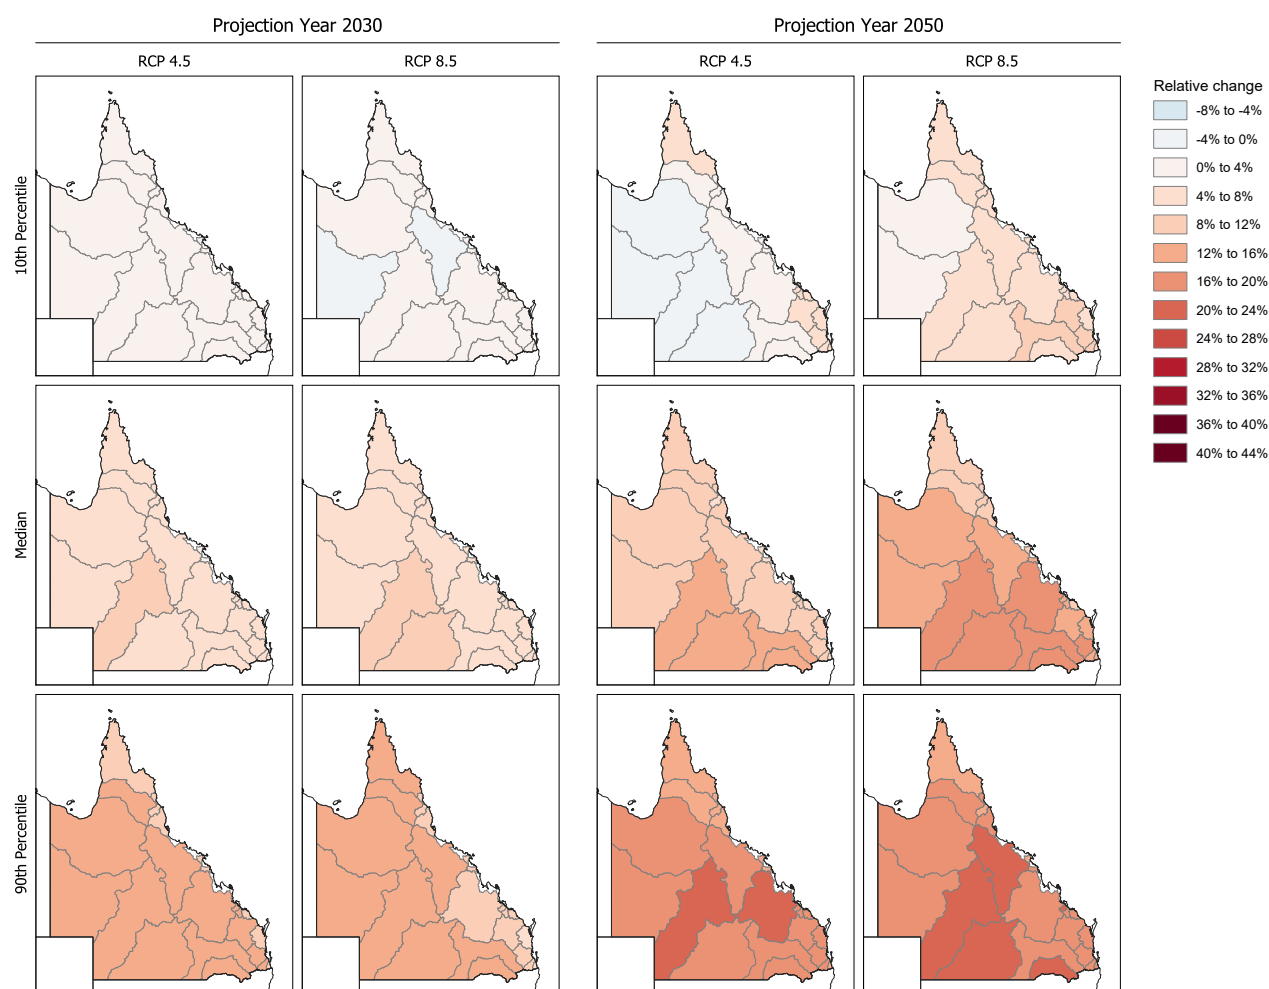 Projection Year 2030
Projection Year 2050
RCP 4.5
RCP 8.5
RCP 4.5
RCP 8.5
10th Percentile
Median
90th Percentile
Relative change
-8% to -4%
-4% to 0%
0% to 4%
4% to 8%
8% to 12%
12% to 16%
16% to 20%
20% to 24%
24% to 28%
28% to 32%
32% to 36%
36% to 40%
40% to 44%